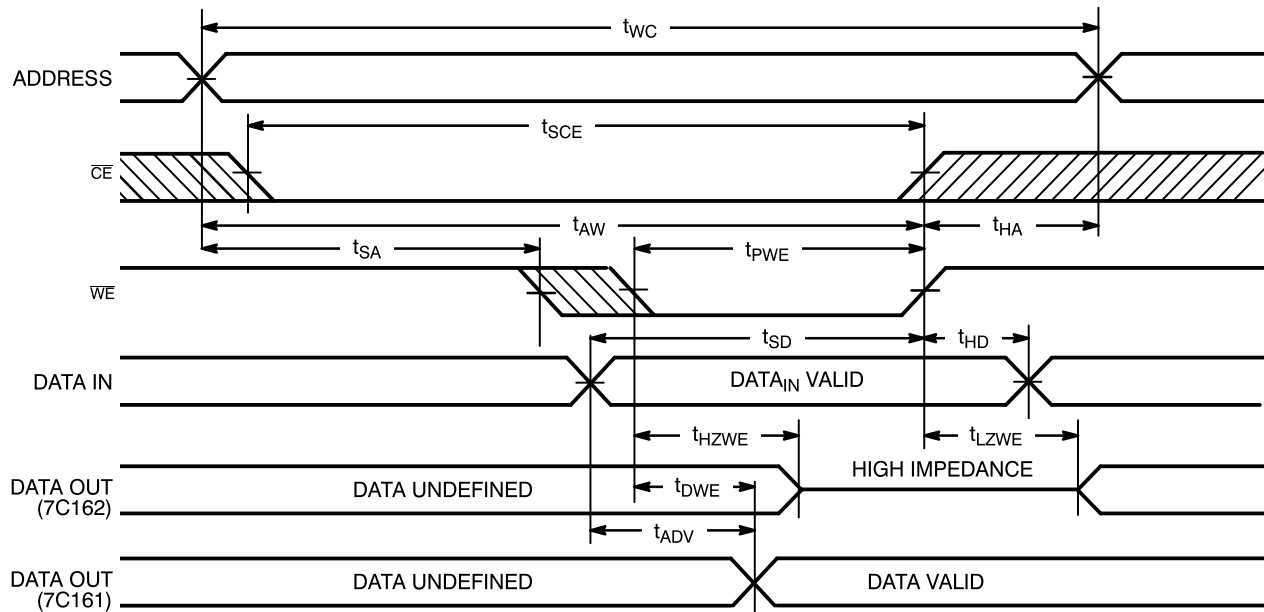 tWC
ADDRESS
tSCE
CE
tAW
tHA
tSA
tPWE
WE
tSD
tHD
DATA IN
DATAIN VALID
tHZWE
tLZWE
HIGH IMPEDANCE
DATA OUT
(7C162)
DATA UNDEFINED
tDWE
tADV
DATA OUT
(7C161)
DATA UNDEFINED
DATA VALID